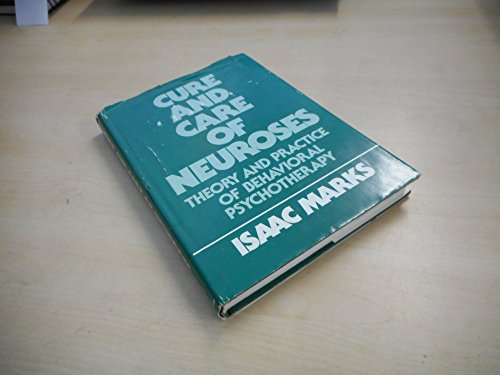 CURE
AND
CARE
OF
NEUROSES
THEORY AND PRACTICE
OF BEHAVIORAL
PSYCHOTHERAPY
ISAAC MARKS